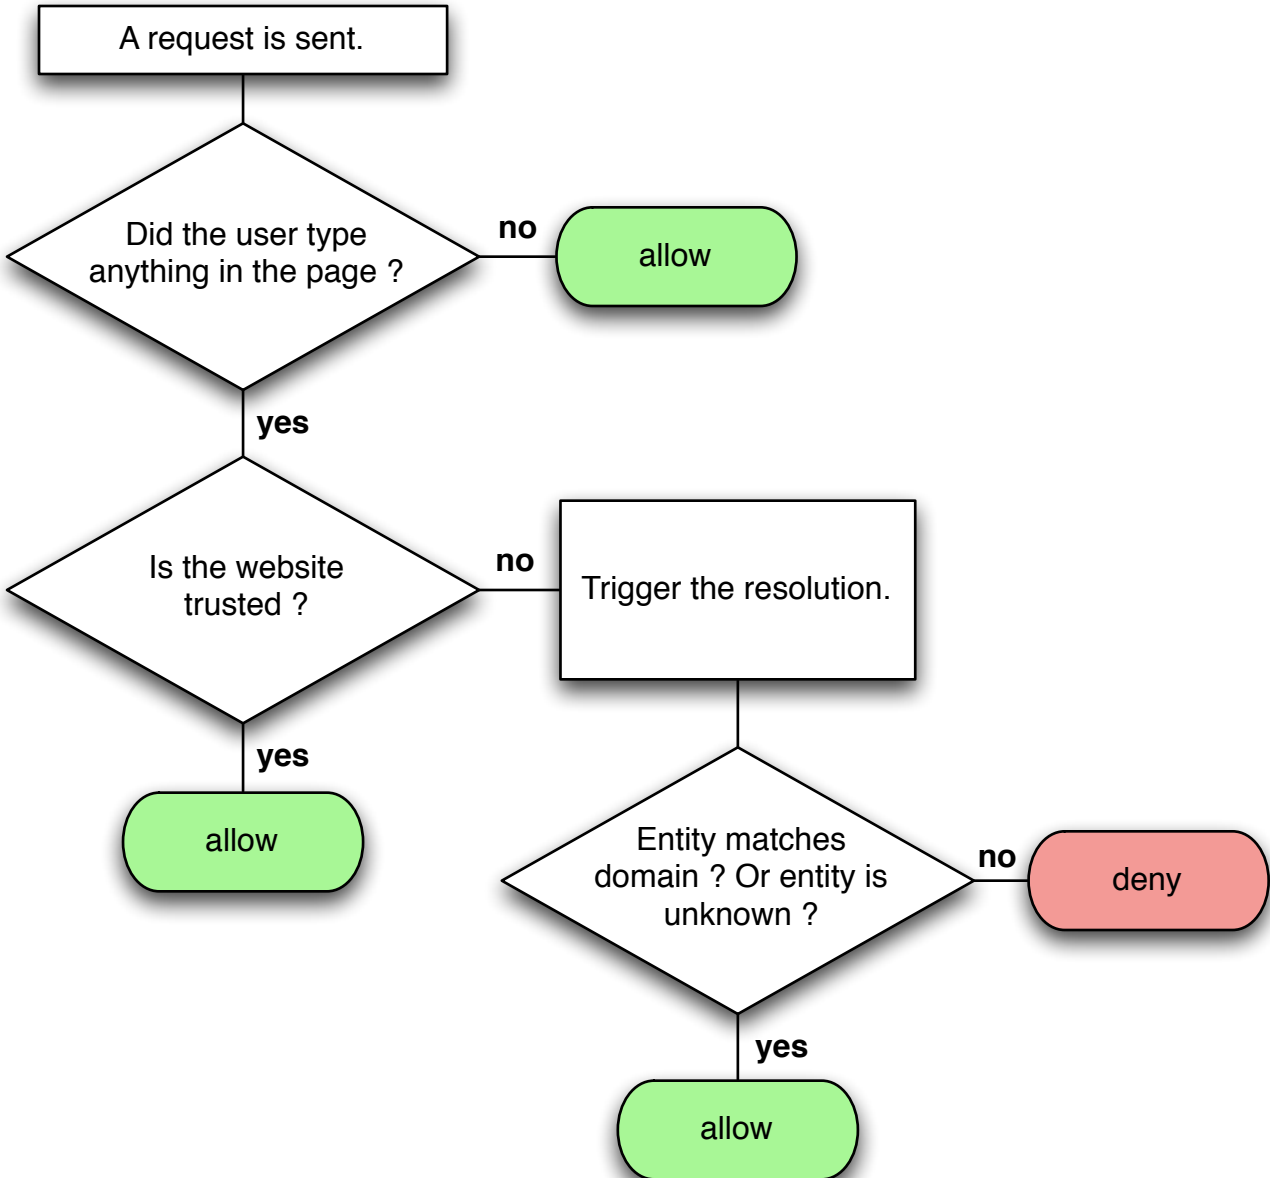 A request is sent.
Did the user type
anything in the page ?
no
allow
yes
Is the website
trusted ?
no
Trigger the resolution.
yes
allow
Entity matches
domain ? Or entity is
unknown ?
no
deny
yes
allow